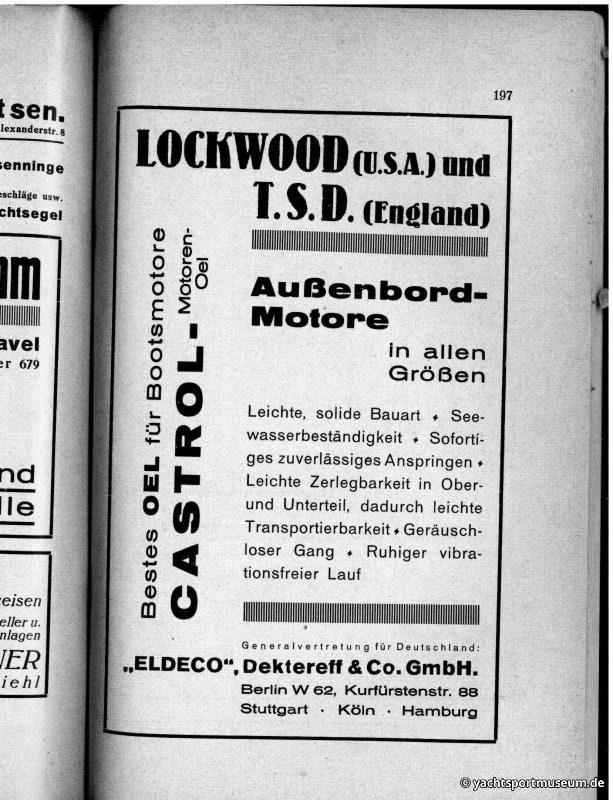 tsen.
lexanderstr. 8
senninge
eschläge usw.
chtsegel
am
avel
er 679
nd
lle
eisen
eller u.
nlagen
NER
iehl
197
LOCKWOOD (U.S.A.) und
T.S.D. (England)
Bestes OEL für Bootsmotore
CASTROL- Motoren-
Oel
Außenbord-
Motore
in allen
Größen
Leichte, solide Bauart ♦ See-
wasserbeständigkeit ♦ Soforti-
ges zuverlässiges Anspringen ♦
Leichte Zerlegbarkeit in Ober-
und Unterteil, dadurch leichte
Transportierbarkeit ♦ Geräusch-
loser Gang ♦ Ruhiger vibra-
tionsfreier Lauf
Generalvertretung für Deutschland:
„ELDECO“, Dektereff & Co. GmbH.
Berlin W 62, Kurfürstenstr. 88
Stuttgart · Köln · Hamburg
© yachtsportmuseum.de